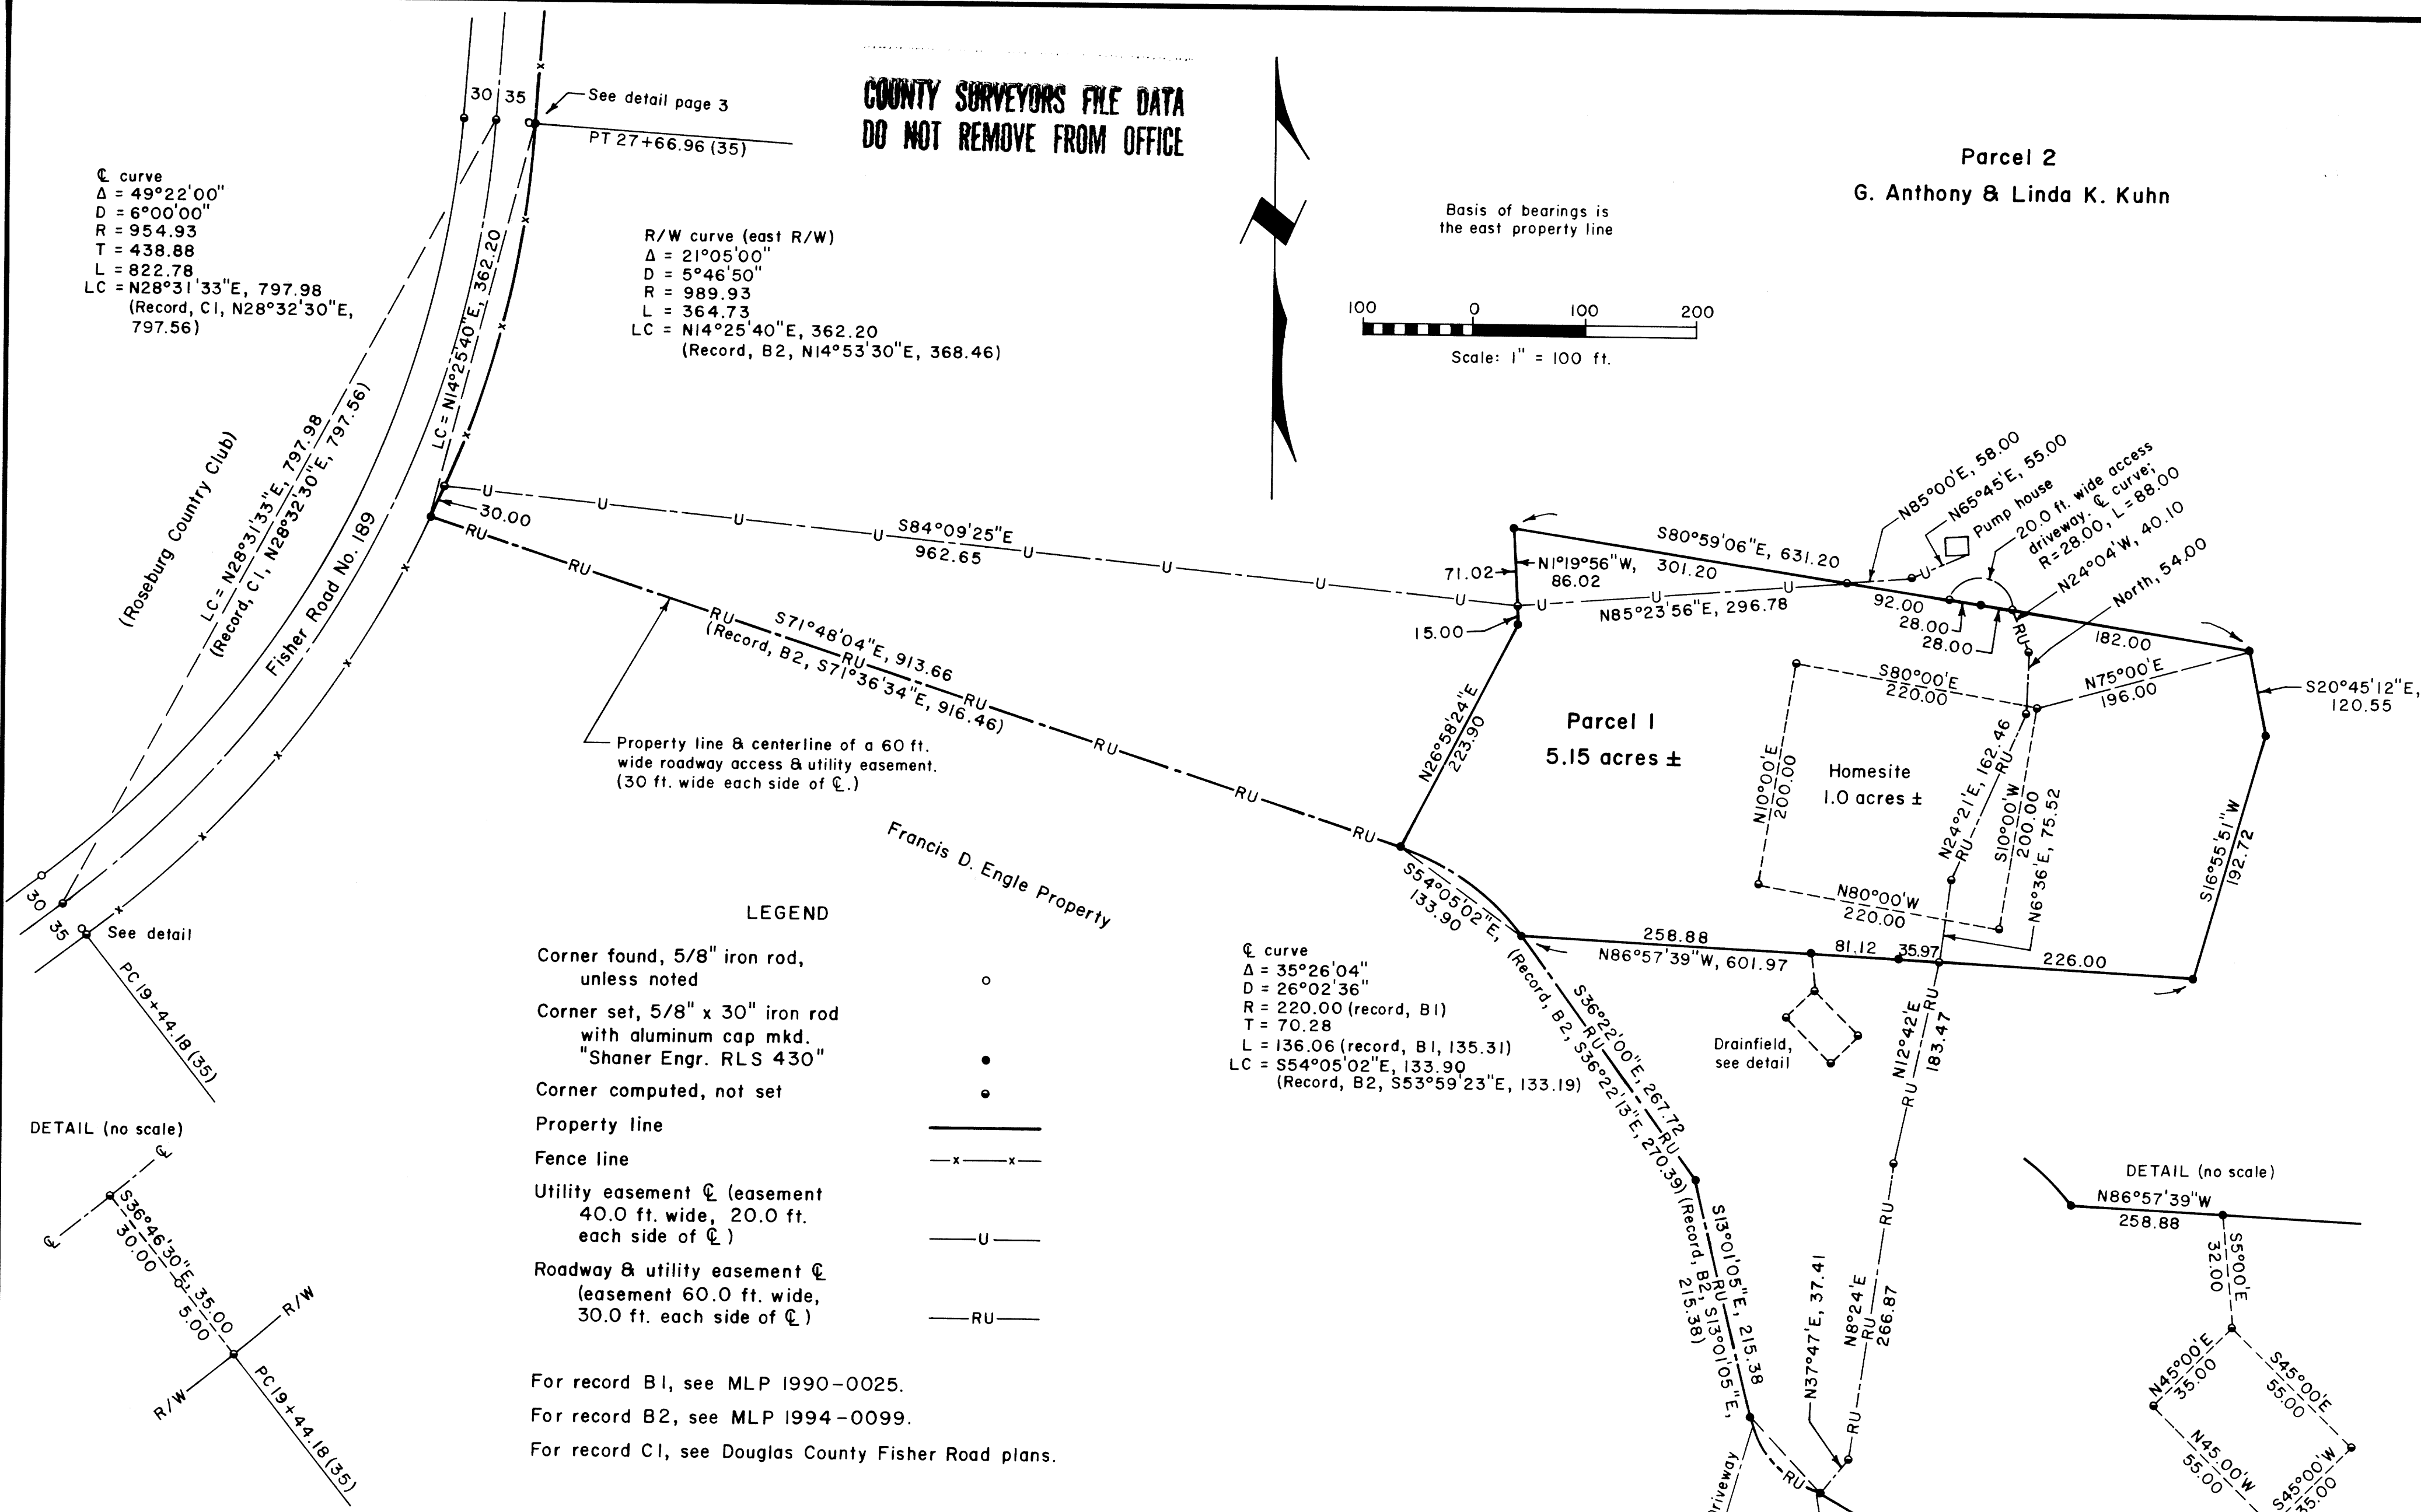 30
35
See detail page 3
PT 27+66.96 (35)
COUNTY SURVEYORS FILE DATA
DO NOT REMOVE FROM OFFICE
Parcel 2
G. Anthony & Linda K. Kuhn
℄ curve
Δ = 49°22'00"
D = 6°00'00"
R = 954.93
T = 438.88
L = 822.78
LC = N28°31'33"E, 797.98
(Record, C1, N28°32'30"E,
797.56)
R/W curve (east R/W)
Δ = 21°05'00"
D = 5°46'50"
R = 989.93
L = 364.73
LC = N14°25'40"E, 362.20
(Record, B2, N14°53'30"E, 368.46)
Basis of bearings is
the east property line
100 0 100 200
Scale: 1" = 100 ft.
LC = N14°25'40"E, 362.20
(Roseburg Country Club)
LC = N28°31'33"E, 797.98
(Record, C1, N28°32'30"E, 797.56)
Fisher Road No. 189
30.00
S84°09'25"E
962.65
U U U U U U U U
RU RU RU RU RU RU RU RU
S71°48'04"E, 913.66
(Record, B2, S71°36'34"E, 916.46)
Property line & centerline of a 60 ft.
wide roadway access & utility easement.
(30 ft. wide each side of ℄.)
N85°00'E, 58.00
N65°45'E, 55.00
Pump house
20.0 ft. wide access
driveway. ℄ curve;
R=28.00, L=88.00
N24°04'W, 40.10
North, 54.00
S80°59'06"E, 631.20
301.20
71.02
N1°19'56"W,
86.02
U U U U
N85°23'56"E, 296.78
15.00
92.00
28.00
28.00
RU
182.00
S80°00'E
220.00
N75°00'E
196.00
S20°45'12"E,
120.55
N26°58'24"E
223.90
Parcel 1
5.15 acres ±
N10°00'E
200.00
Homesite
1.0 acres ±
N24°21'E, 162.46
RU RU
S10°00'W
200.00
N6°36'E, 75.52
S16°55'51"W
192.72
N80°00'W
220.00
Francis D. Engle Property
S54°05'02"E,
133.90
(Record, B2, S36°22'13"E, 270.39)
258.88
N86°57'39"W, 601.97
81.12
35.97
226.00
30
35
See detail
PC 19+44.18 (35)
LEGEND
Corner found, 5/8" iron rod,
unless noted
Corner set, 5/8" x 30" iron rod
with aluminum cap mkd.
"Shaner Engr. RLS 430"
Corner computed, not set
Property line
Fence line
x x
Utility easement ℄ (easement
40.0 ft. wide, 20.0 ft.
each side of ℄)
U
Roadway & utility easement ℄
(easement 60.0 ft. wide,
30.0 ft. each side of ℄)
RU
For record B1, see MLP 1990-0025.
For record B2, see MLP 1994-0099.
For record C1, see Douglas County Fisher Road plans.
℄ curve
Δ = 35°26'04"
D = 26°02'36"
R = 220.00 (record, B1)
T = 70.28
L = 136.06 (record, B1, 135.31)
LC = S54°05'02"E, 133.90
(Record, B2, S53°59'23"E, 133.19)
S36°22'00"E, 267.72
RU RU
Drainfield,
see detail
N12°42'E
183.47
RU RU
S13°01'05"E, 215.38
RU
(Record, B2, S13°01'05"E,
215.38)
N37°47'E, 37.41
N8°24'E
266.87
RU RU RU
RU
Driveway
DETAIL (no scale)
℄
℄
S36°46'30"E, 35.00
30.00
5.00
R/W
R/W
PC 19+44.18 (35)
DETAIL (no scale)
N86°57'39"W
258.88
S5°00'E
32.00
N45°00'E
35.00
S45°00'E
55.00
N45.00'W
55.00
S45°00'W
35.00